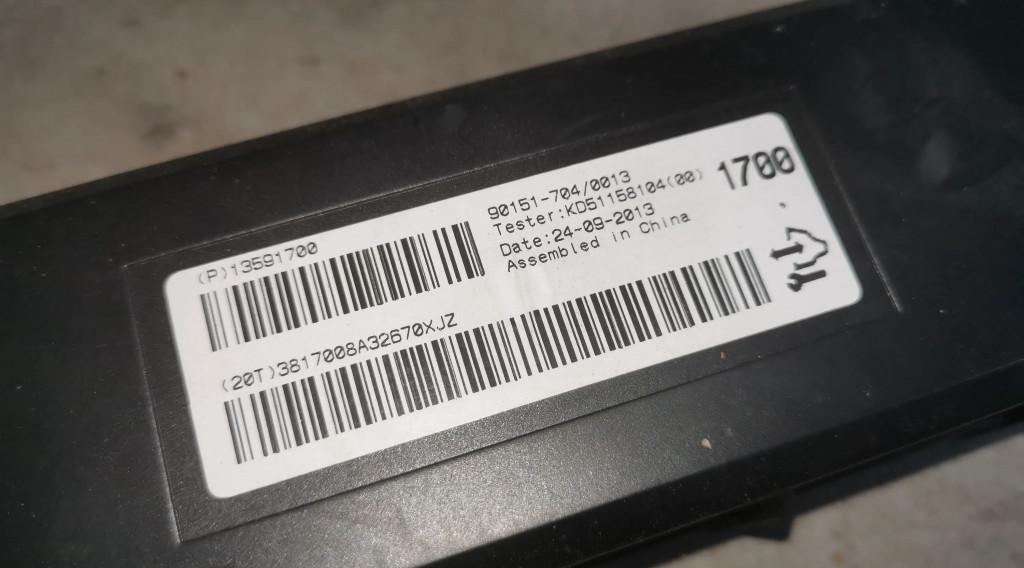 (P)13591700
90151-704/0013
Tester:KD51158104(00)
Date:24-09-2013
Assembled in China
1700
(20T)3817008A32670XJZ